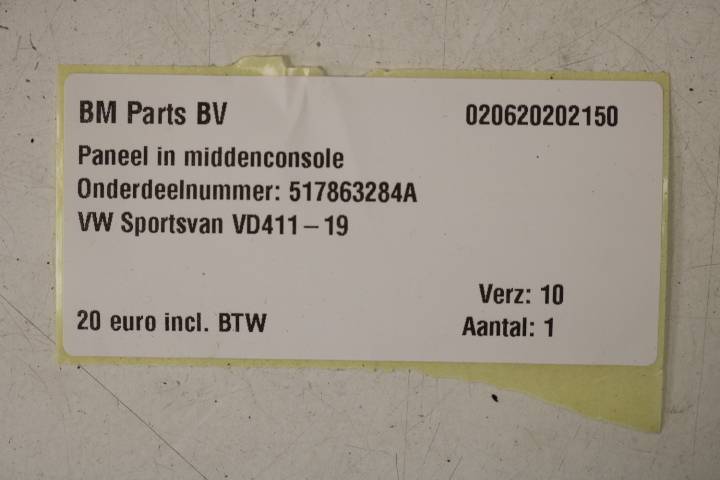 BM Parts BV 020620202150
Paneel in middenconsole
Onderdeelnummer: 517863284A
VW Sportsvan VD411-19
Verz: 10
20 euro incl. BTW Aantal: 1